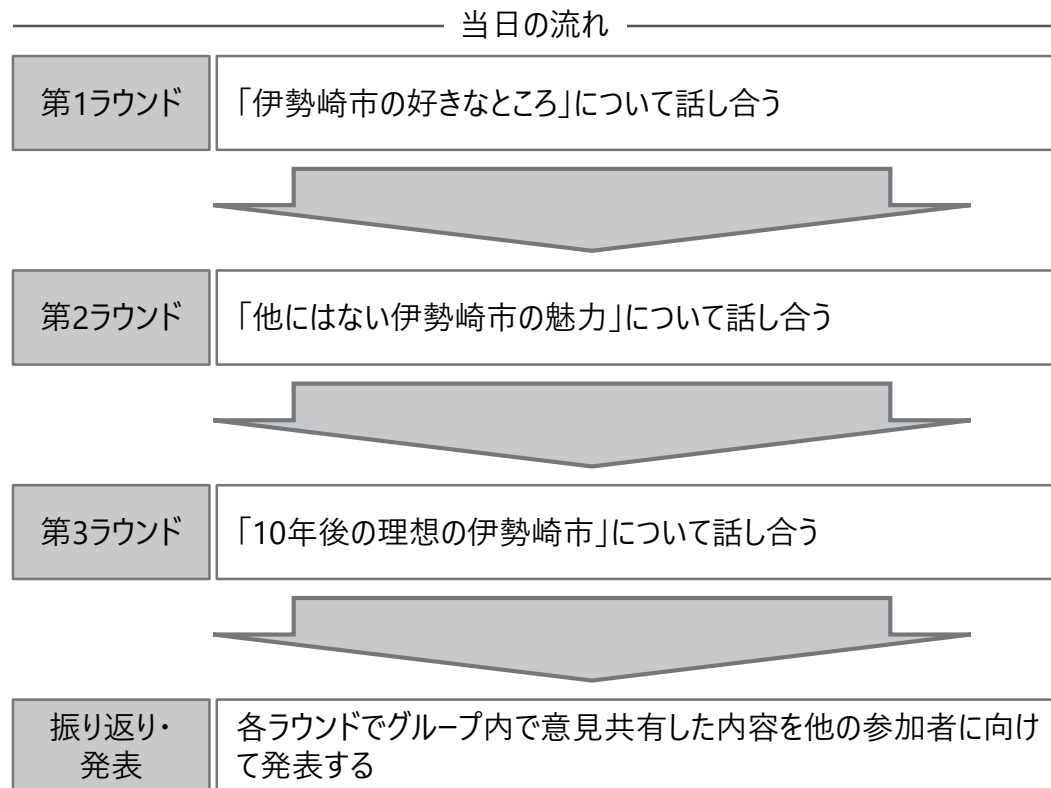 当日の流れ
第1ラウンド
「伊勢崎市の好きなところ」について話し合う
第2ラウンド
「他にはない伊勢崎市の魅力」について話し合う
第3ラウンド
「10年後の理想の伊勢崎市」について話し合う
振り返り・
発表
各ラウンドでグループ内で意見共有した内容を他の参加者に向け
て発表する